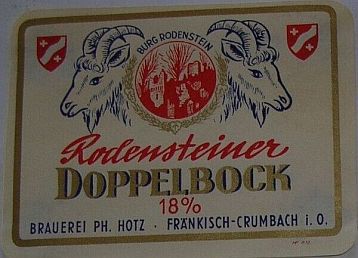 BURG RODENSTEIN
Rodensteiner
DOPPELBOCK
18%
BRAUEREI PH. HOTZ · FRÄNKISCH-CRUMBACH i. O.